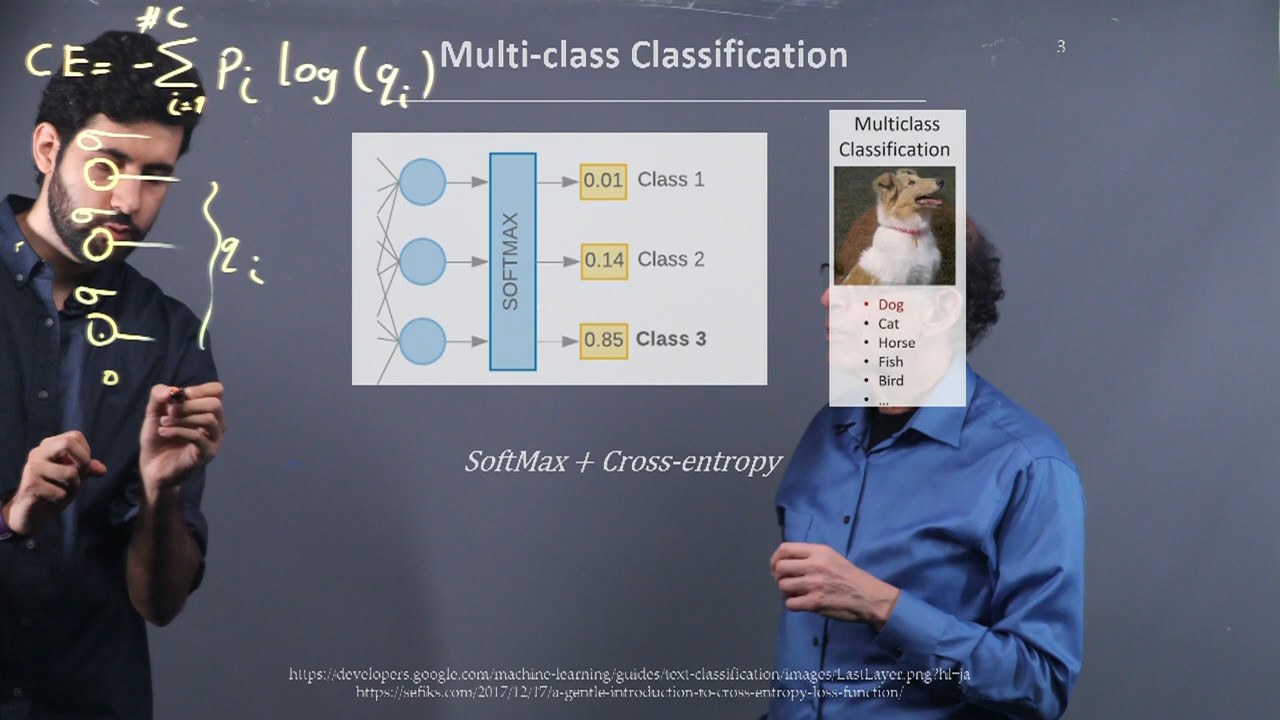 #C
CE = -∑ Pi log (qi)
i=1
Multi-class Classification
3
qi
SOFTMAX
0.01 Class 1
0.14 Class 2
0.85 Class 3
Multiclass
Classification
• Dog
• Cat
• Horse
• Fish
• Bird
• ...
SoftMax + Cross-entropy
https://developers.google.com/machine-learning/guides/text-classification/images/LastLayer.png?hl=ja
https://sefiks.com/2017/12/17/a-gentle-introduction-to-cross-entropy-loss-function/